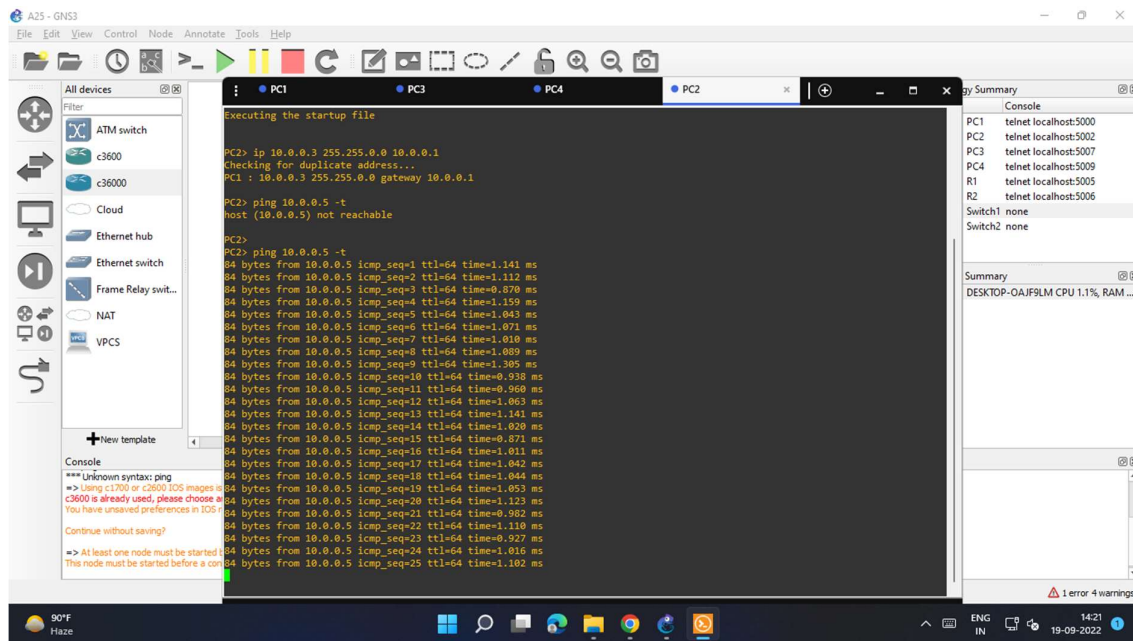 A25 - GNS3
File Edit View Control Node Annotate Tools Help
All devices
Filter
ATM switch
c3600
c36000
Cloud
Ethernet hub
Ethernet switch
Frame Relay swit...
NAT
VPCS
New template
PC1
PC3
PC4
PC2
Executing the startup file
PC2> ip 10.0.0.3 255.255.0.0 10.0.0.1
Checking for duplicate address...
PC1 : 10.0.0.3 255.255.0.0 gateway 10.0.0.1
PC2> ping 10.0.0.5 -t
host (10.0.0.5) not reachable
PC2>
PC2> ping 10.0.0.5 -t
84 bytes from 10.0.0.5 icmp_seq=1 ttl=64 time=1.141 ms
84 bytes from 10.0.0.5 icmp_seq=2 ttl=64 time=1.112 ms
84 bytes from 10.0.0.5 icmp_seq=3 ttl=64 time=0.870 ms
84 bytes from 10.0.0.5 icmp_seq=4 ttl=64 time=1.159 ms
84 bytes from 10.0.0.5 icmp_seq=5 ttl=64 time=1.043 ms
84 bytes from 10.0.0.5 icmp_seq=6 ttl=64 time=1.071 ms
84 bytes from 10.0.0.5 icmp_seq=7 ttl=64 time=1.010 ms
84 bytes from 10.0.0.5 icmp_seq=8 ttl=64 time=1.089 ms
84 bytes from 10.0.0.5 icmp_seq=9 ttl=64 time=1.305 ms
84 bytes from 10.0.0.5 icmp_seq=10 ttl=64 time=0.938 ms
84 bytes from 10.0.0.5 icmp_seq=11 ttl=64 time=0.960 ms
84 bytes from 10.0.0.5 icmp_seq=12 ttl=64 time=1.063 ms
84 bytes from 10.0.0.5 icmp_seq=13 ttl=64 time=1.141 ms
84 bytes from 10.0.0.5 icmp_seq=14 ttl=64 time=1.020 ms
84 bytes from 10.0.0.5 icmp_seq=15 ttl=64 time=0.871 ms
84 bytes from 10.0.0.5 icmp_seq=16 ttl=64 time=1.011 ms
84 bytes from 10.0.0.5 icmp_seq=17 ttl=64 time=1.042 ms
84 bytes from 10.0.0.5 icmp_seq=18 ttl=64 time=1.044 ms
84 bytes from 10.0.0.5 icmp_seq=19 ttl=64 time=1.053 ms
84 bytes from 10.0.0.5 icmp_seq=20 ttl=64 time=1.123 ms
84 bytes from 10.0.0.5 icmp_seq=21 ttl=64 time=0.982 ms
84 bytes from 10.0.0.5 icmp_seq=22 ttl=64 time=1.110 ms
84 bytes from 10.0.0.5 icmp_seq=23 ttl=64 time=0.927 ms
84 bytes from 10.0.0.5 icmp_seq=24 ttl=64 time=1.016 ms
84 bytes from 10.0.0.5 icmp_seq=25 ttl=64 time=1.102 ms
gy Summary
Console
PC1 telnet localhost:5000
PC2 telnet localhost:5002
PC3 telnet localhost:5007
PC4 telnet localhost:5009
R1 telnet localhost:5005
R2 telnet localhost:5006
Switch1 none
Switch2 none
Summary
DESKTOP-OAJF9LM CPU 1.1%, RAM ...
Console
*** Unknown syntax: ping
=> Using c1700 or c2600 IOS images is
c3600 is already used, please choose a
You have unsaved preferences in IOS r
Continue without saving?
=> At least one node must be started b
This node must be started before a con
1 error 4 warnings
90°F
Haze
ENG
IN
14:21
19-09-2022
1